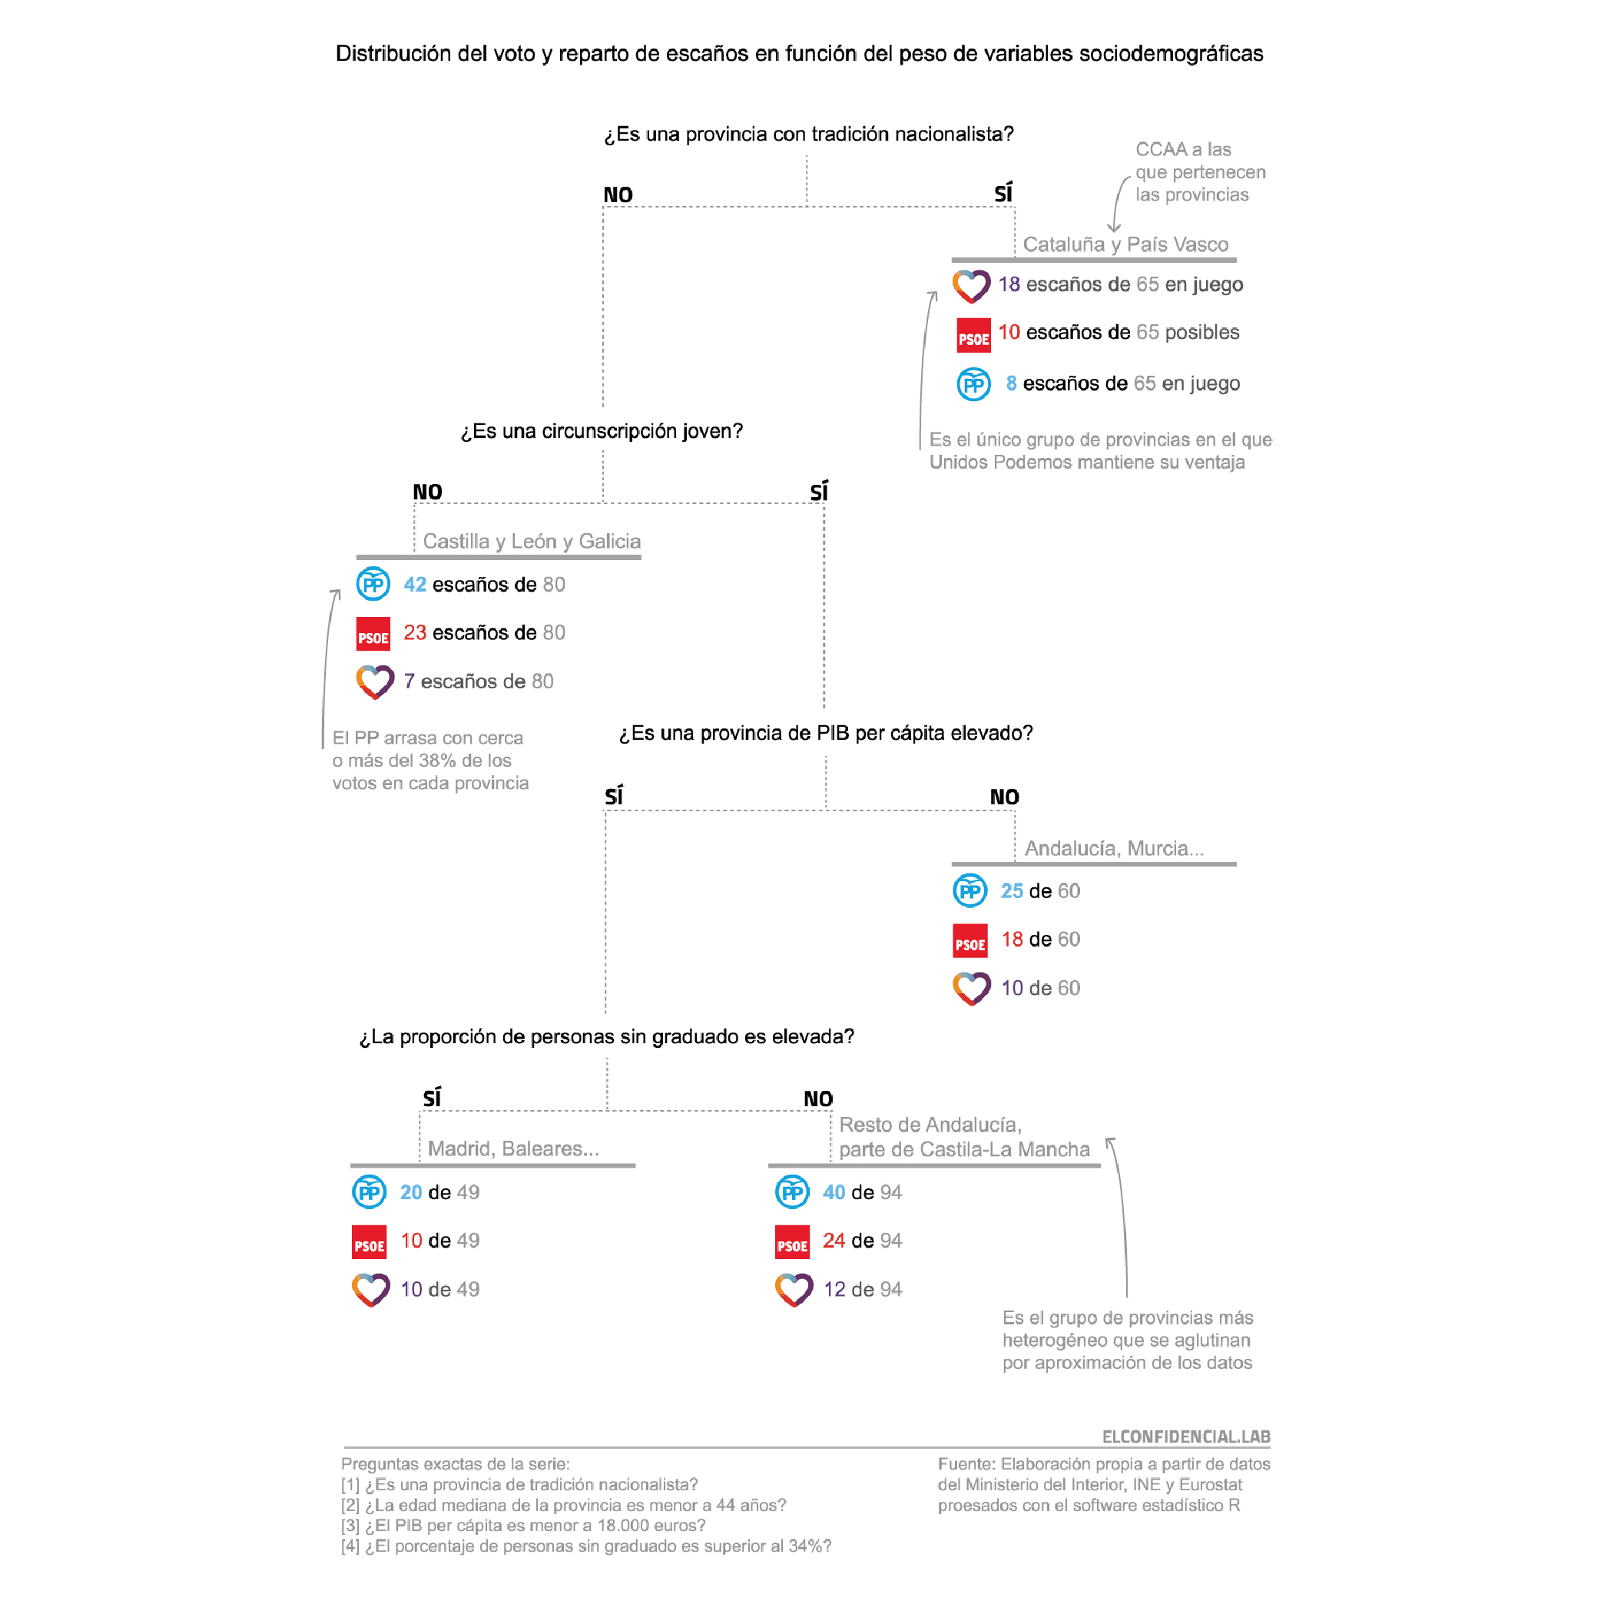 Distribución del voto y reparto de escaños en función del peso de variables sociodemográficas
¿Es una provincia con tradición nacionalista?
CCAA a las
que pertenecen
las provincias
NO
SÍ
Cataluña y País Vasco
18 escaños de 65 en juego
PSOE 10 escaños de 65 posibles
PP 8 escaños de 65 en juego
Es el único grupo de provincias en el que
Unidos Podemos mantiene su ventaja
¿Es una circunscripción joven?
NO
SÍ
Castilla y León y Galicia
PP 42 escaños de 80
PSOE 23 escaños de 80
7 escaños de 80
El PP arrasa con cerca
o más del 38% de los
votos en cada provincia
¿Es una provincia de PIB per cápita elevado?
SÍ
NO
Andalucía, Murcia...
PP 25 de 60
PSOE 18 de 60
10 de 60
¿La proporción de personas sin graduado es elevada?
SÍ
NO
Madrid, Baleares...
PP 20 de 49
PSOE 10 de 49
10 de 49
Resto de Andalucía,
parte de Castila-La Mancha
PP 40 de 94
PSOE 24 de 94
12 de 94
Es el grupo de provincias más
heterogéneo que se aglutinan
por aproximación de los datos
ELCONFIDENCIAL.LAB
Preguntas exactas de la serie:
[1] ¿Es una provincia de tradición nacionalista?
[2] ¿La edad mediana de la provincia es menor a 44 años?
[3] ¿El PIB per cápita es menor a 18.000 euros?
[4] ¿El porcentaje de personas sin graduado es superior al 34%?
Fuente: Elaboración propia a partir de datos
del Ministerio del Interior, INE y Eurostat
proesados con el software estadístico R